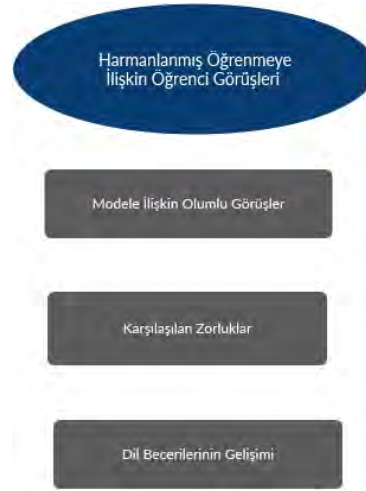 Harmanlanmış Öğrenmeye
İlişkin Öğrenci Görüşleri
Modele İlişkin Olumlu Görüşler
Karşılaşılan Zorluklar
Dil Becerilerinin Gelişimi